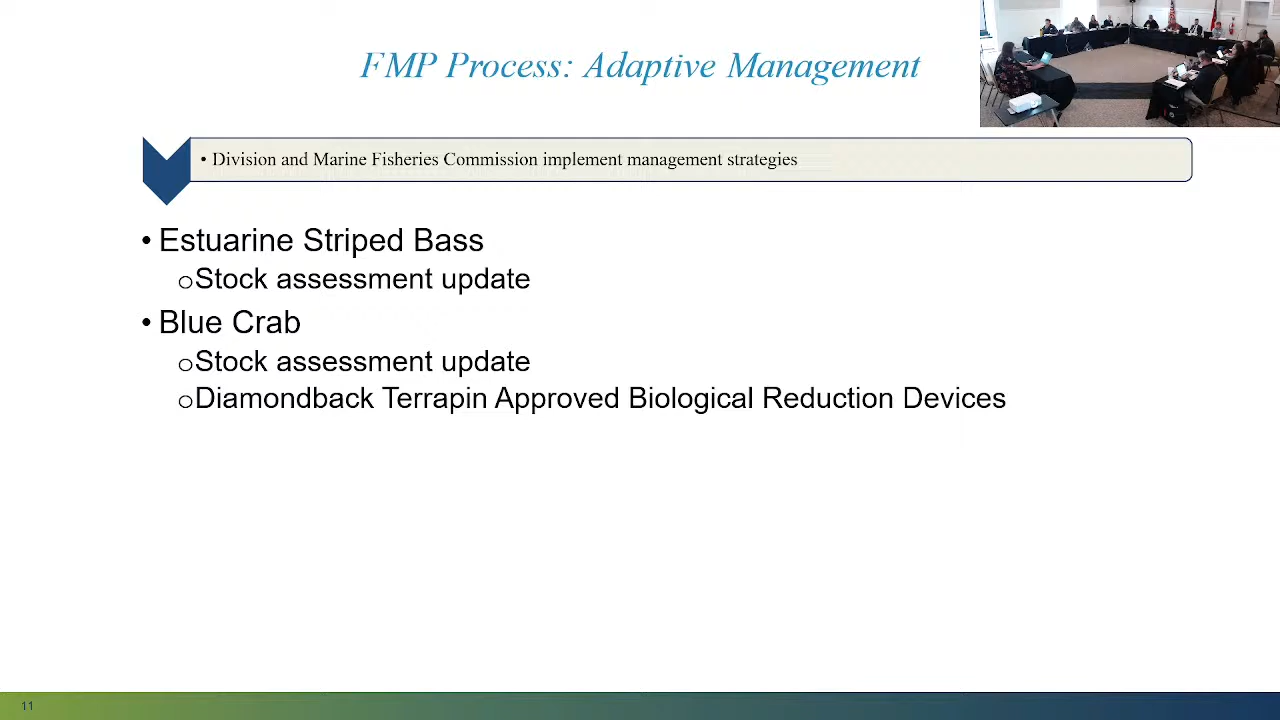 FMP Process: Adaptive Management
• Division and Marine Fisheries Commission implement management strategies
• Estuarine Striped Bass
o Stock assessment update
• Blue Crab
o Stock assessment update
o Diamondback Terrapin Approved Biological Reduction Devices
11